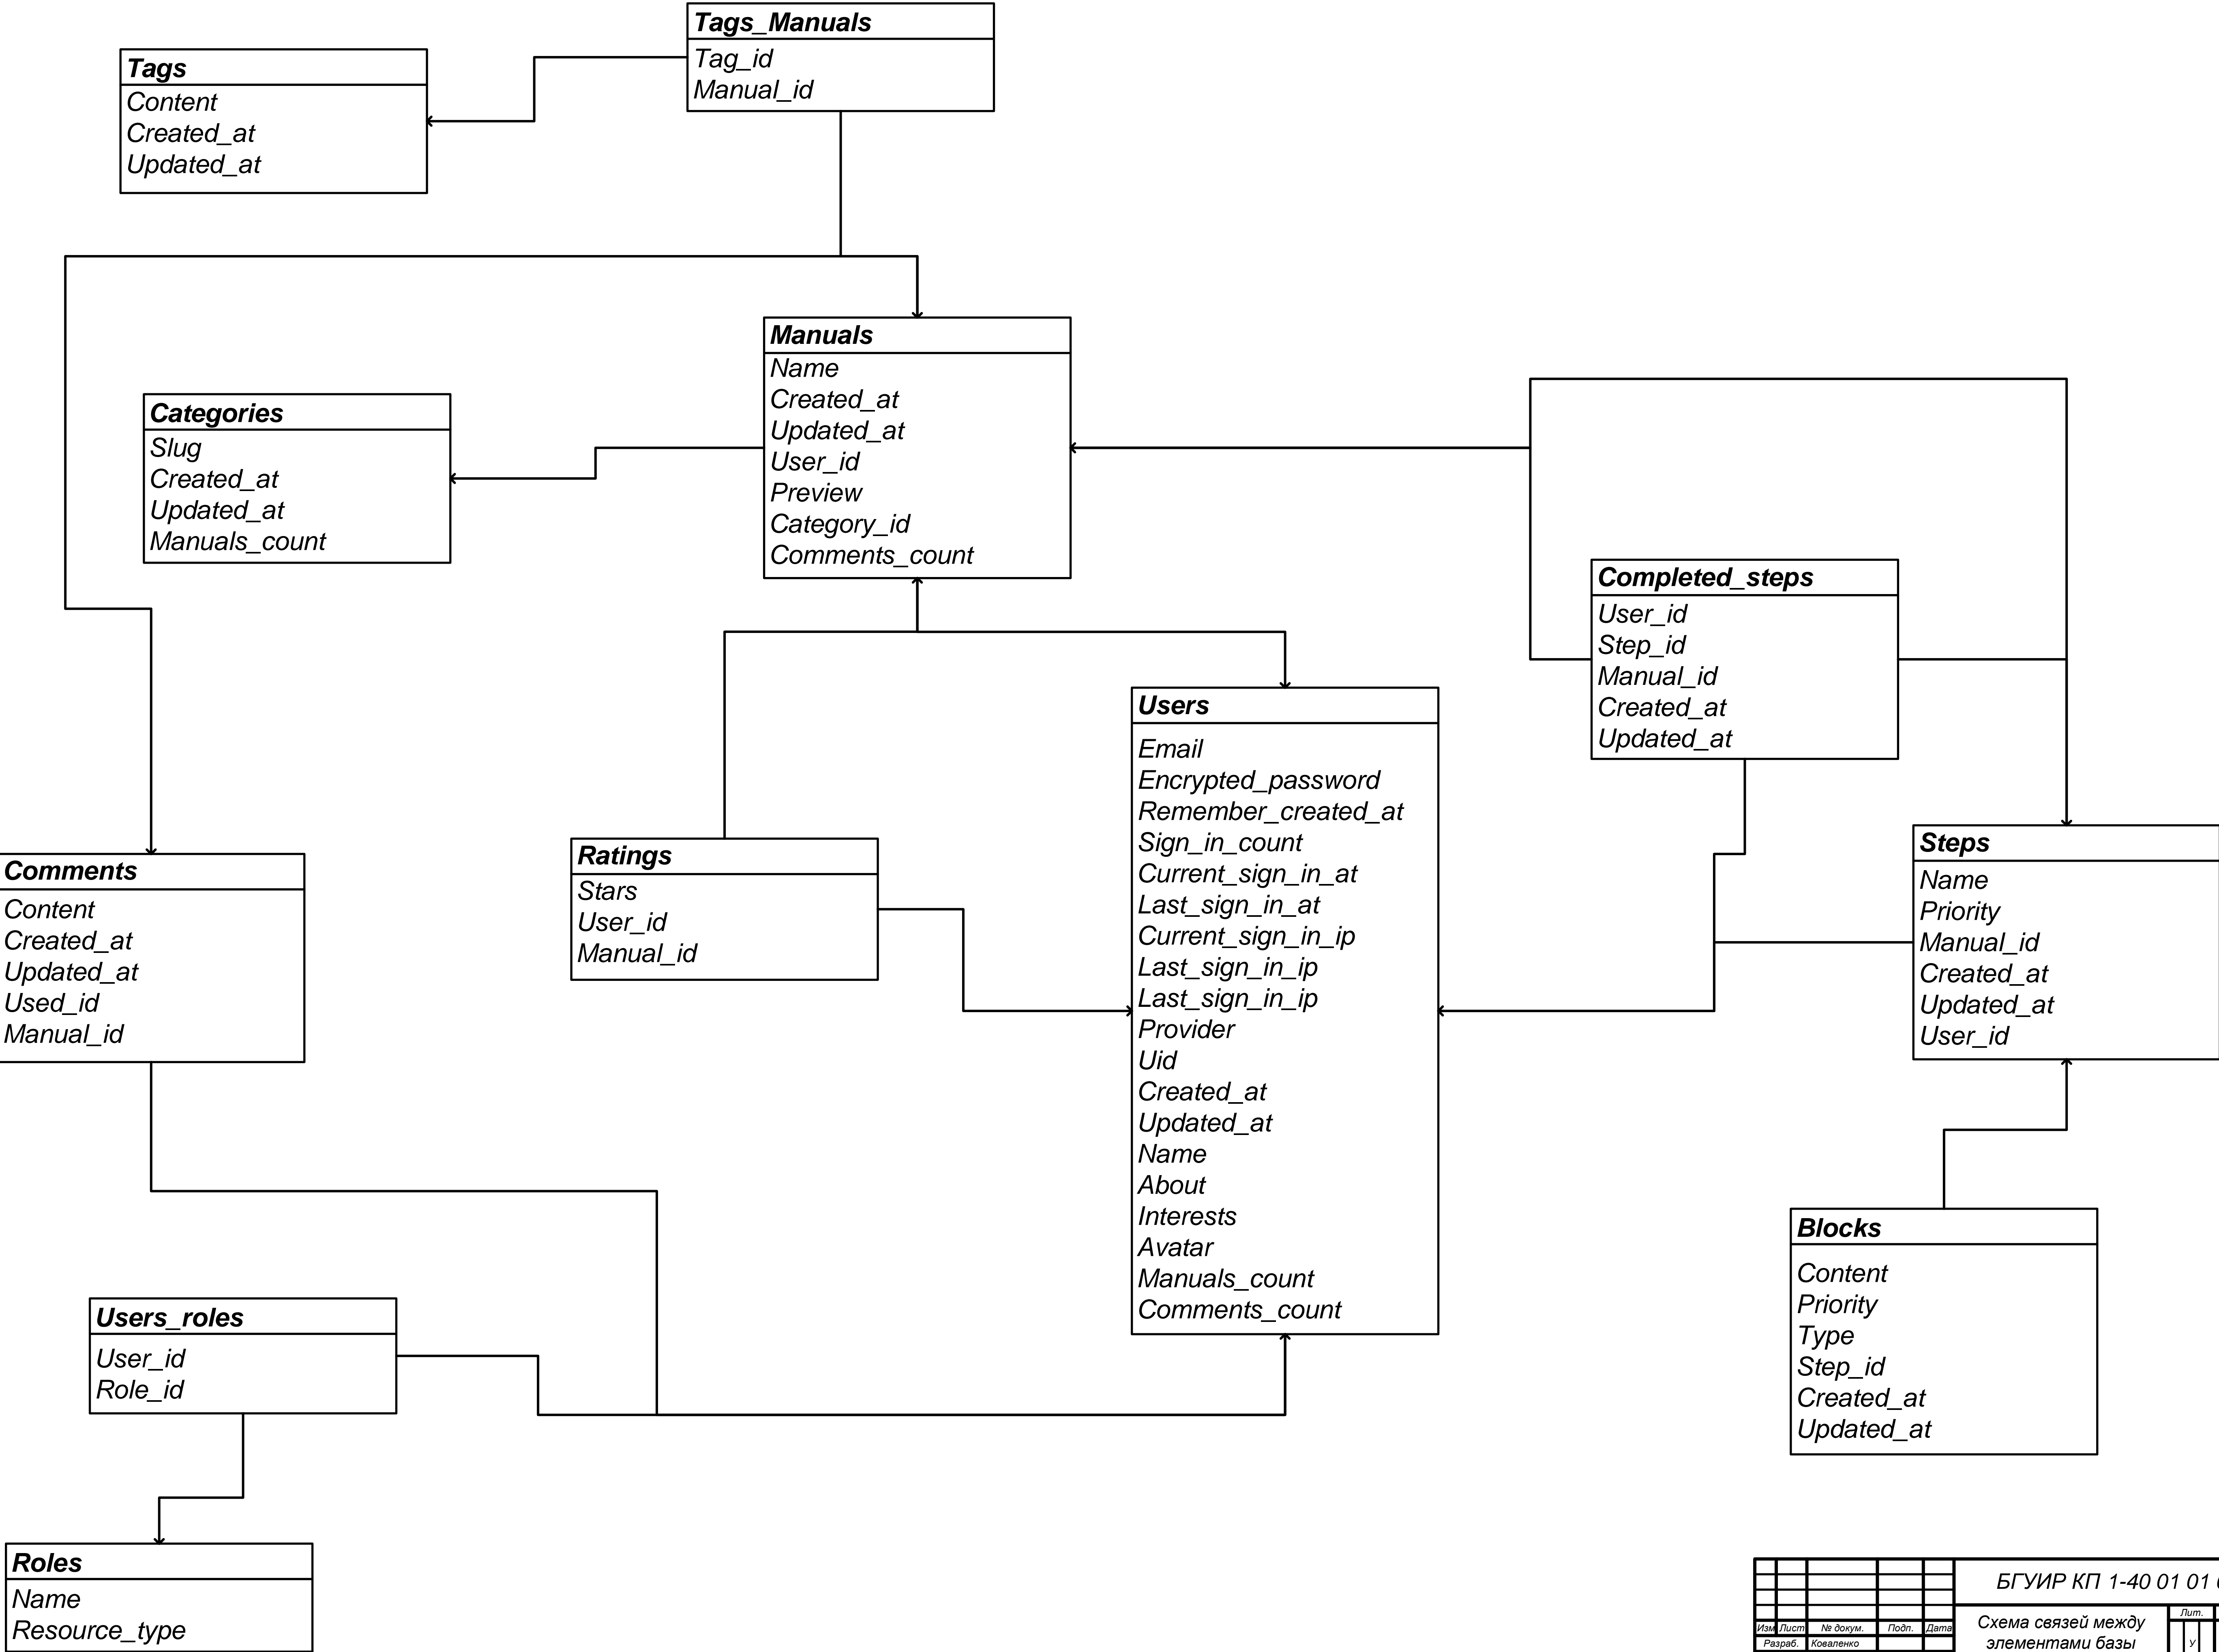 Tags_Manuals
Tag_id
Manual_id
Tags
Content
Created_at
Updated_at
Manuals
Name
Created_at
Updated_at
User_id
Preview
Category_id
Comments_count
Categories
Slug
Created_at
Updated_at
Manuals_count
Completed_steps
User_id
Step_id
Manual_id
Created_at
Updated_at
Users
Email
Encrypted_password
Remember_created_at
Sign_in_count
Current_sign_in_at
Last_sign_in_at
Current_sign_in_ip
Last_sign_in_ip
Last_sign_in_ip
Provider
Uid
Created_at
Updated_at
Name
About
Interests
Avatar
Manuals_count
Comments_count
Ratings
Stars
User_id
Manual_id
Comments
Content
Created_at
Updated_at
Used_id
Manual_id
Steps
Name
Priority
Manual_id
Created_at
Updated_at
User_id
Blocks
Content
Priority
Type
Step_id
Created_at
Updated_at
Users_roles
User_id
Role_id
Roles
Name
Resource_type
БГУИР КП 1-40 01 01
Схема связей между
элементами базы
Лит.
У
Изм Лист № докум. Подп. Дата
Разраб. Коваленко